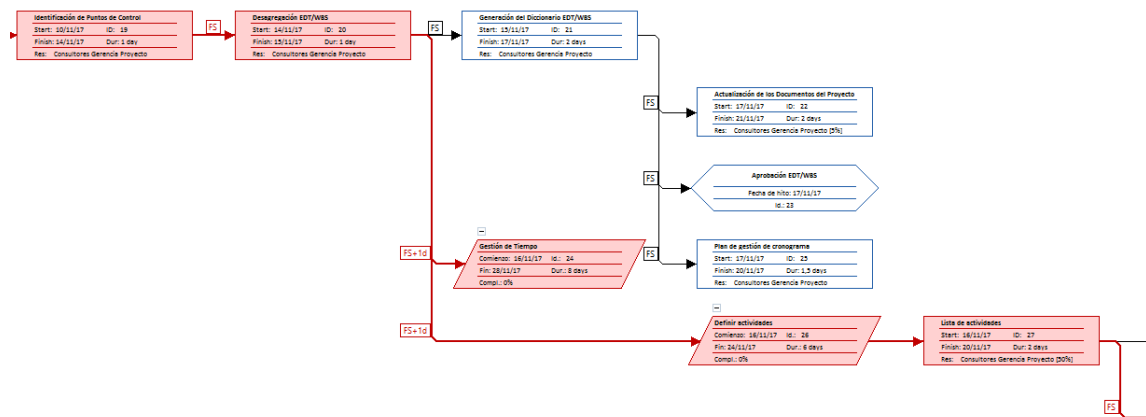 Identificación de Puntos de Control
Start: 10/11/17 ID: 19
Finish: 14/11/17 Dur: 1 day
Res: Consultores Gerencia Proyecto
FS
Desagregación EDT/WBS
Start: 14/11/17 ID: 20
Finish: 15/11/17 Dur: 1 day
Res: Consultores Gerencia Proyecto
FS
Generación del Diccionario EDT/WBS
Start: 15/11/17 ID: 21
Finish: 17/11/17 Dur: 2 days
Res: Consultores Gerencia Proyecto
FS
Actualización de los Documentos del Proyecto
Start: 17/11/17 ID: 22
Finish: 21/11/17 Dur: 2 days
Res: Consultores Gerencia Proyecto [5%]
FS
Aprobación EDT/WBS
Fecha de hito: 17/11/17
Id.: 23
FS+1d
Gestión de Tiempo
Comienzo: 16/11/17 Id.: 24
Fin: 28/11/17 Dur.: 8 days
Compl.: 0%
FS
Plan de gestión de cronograma
Start: 17/11/17 ID: 25
Finish: 20/11/17 Dur: 1,5 days
Res: Consultores Gerencia Proyecto
FS+1d
Definir actividades
Comienzo: 16/11/17 Id.: 26
Fin: 24/11/17 Dur.: 6 days
Compl.: 0%
Lista de actividades
Start: 16/11/17 ID: 27
Finish: 20/11/17 Dur: 2 days
Res: Consultores Gerencia Proyecto [50%]
FS